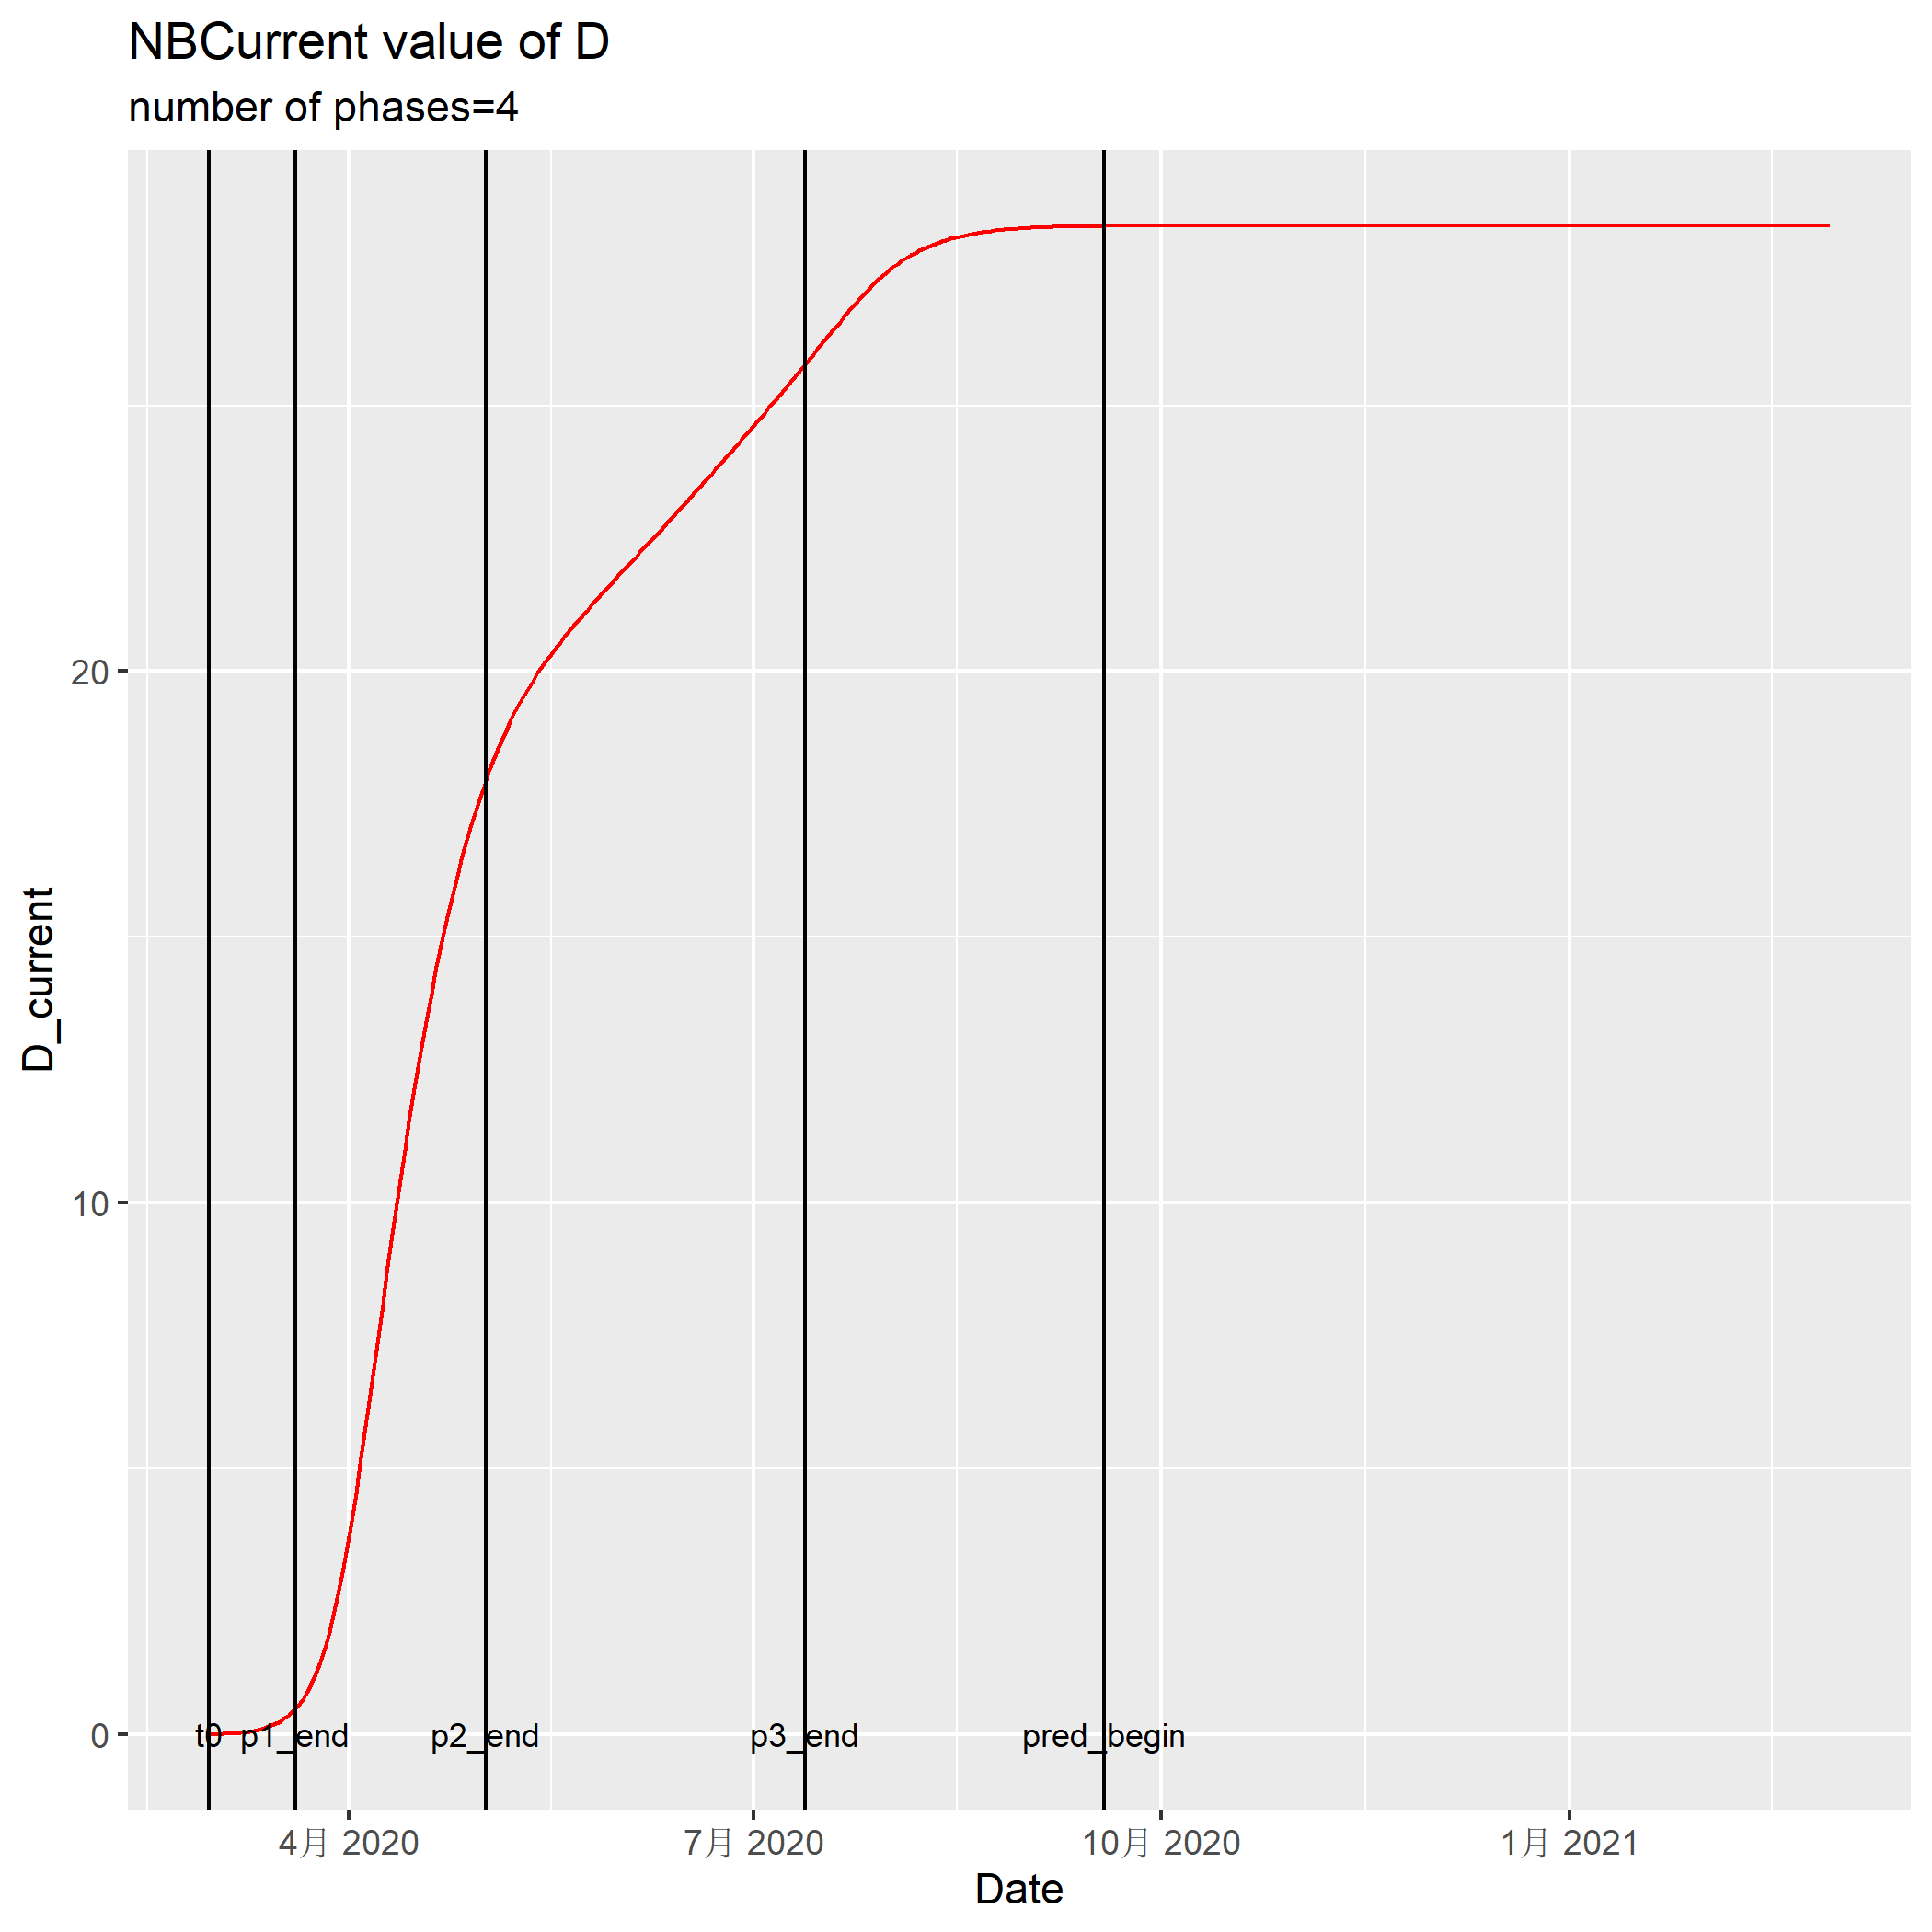 NBCurrent value of D
number of phases=4
D_current
20
10
0
t0 p1_end p2_end p3_end pred_begin
4月 2020 7月 2020 10月 2020 1月 2021
Date